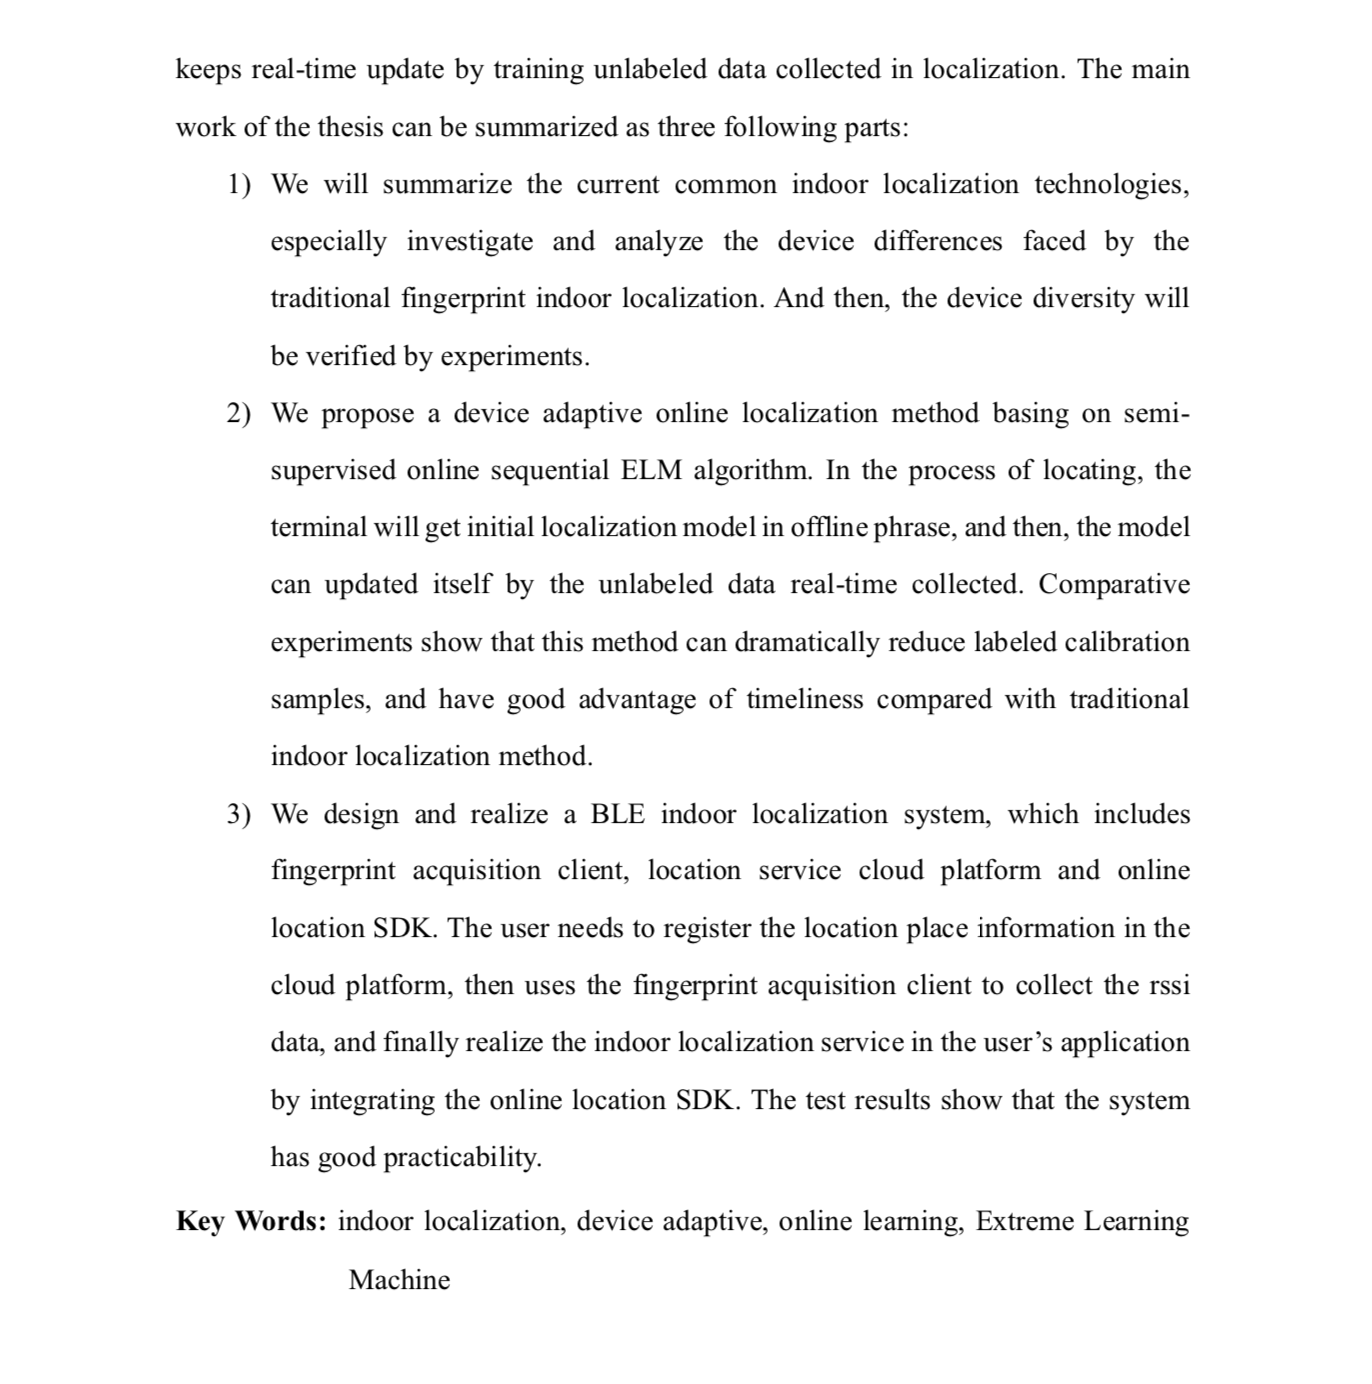 keeps real-time update by training unlabeled data collected in localization. The main
work of the thesis can be summarized as three following parts:
1) We will summarize the current common indoor localization technologies,
especially investigate and analyze the device differences faced by the
traditional fingerprint indoor localization. And then, the device diversity will
be verified by experiments.
2) We propose a device adaptive online localization method basing on semi-
supervised online sequential ELM algorithm. In the process of locating, the
terminal will get initial localization model in offline phrase, and then, the model
can updated itself by the unlabeled data real-time collected. Comparative
experiments show that this method can dramatically reduce labeled calibration
samples, and have good advantage of timeliness compared with traditional
indoor localization method.
3) We design and realize a BLE indoor localization system, which includes
fingerprint acquisition client, location service cloud platform and online
location SDK. The user needs to register the location place information in the
cloud platform, then uses the fingerprint acquisition client to collect the rssi
data, and finally realize the indoor localization service in the user’s application
by integrating the online location SDK. The test results show that the system
has good practicability.
Key Words: indoor localization, device adaptive, online learning, Extreme Learning
Machine